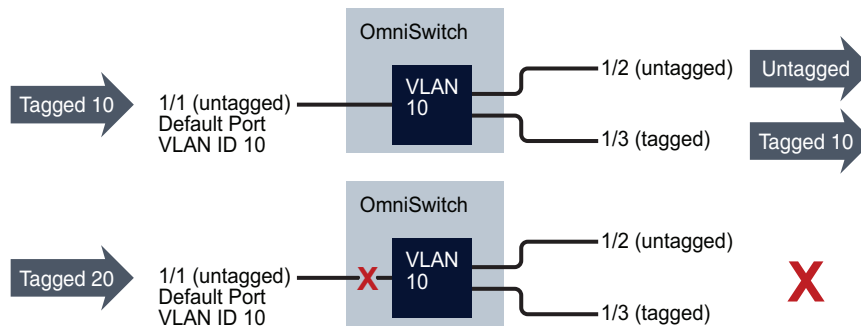 OmniSwitch
Tagged 10
1/1 (untagged)
Default Port
VLAN ID 10
VLAN
10
1/2 (untagged)
Untagged
1/3 (tagged)
Tagged 10
OmniSwitch
Tagged 20
1/1 (untagged)
Default Port
VLAN ID 10
X
VLAN
10
1/2 (untagged)
1/3 (tagged)
X